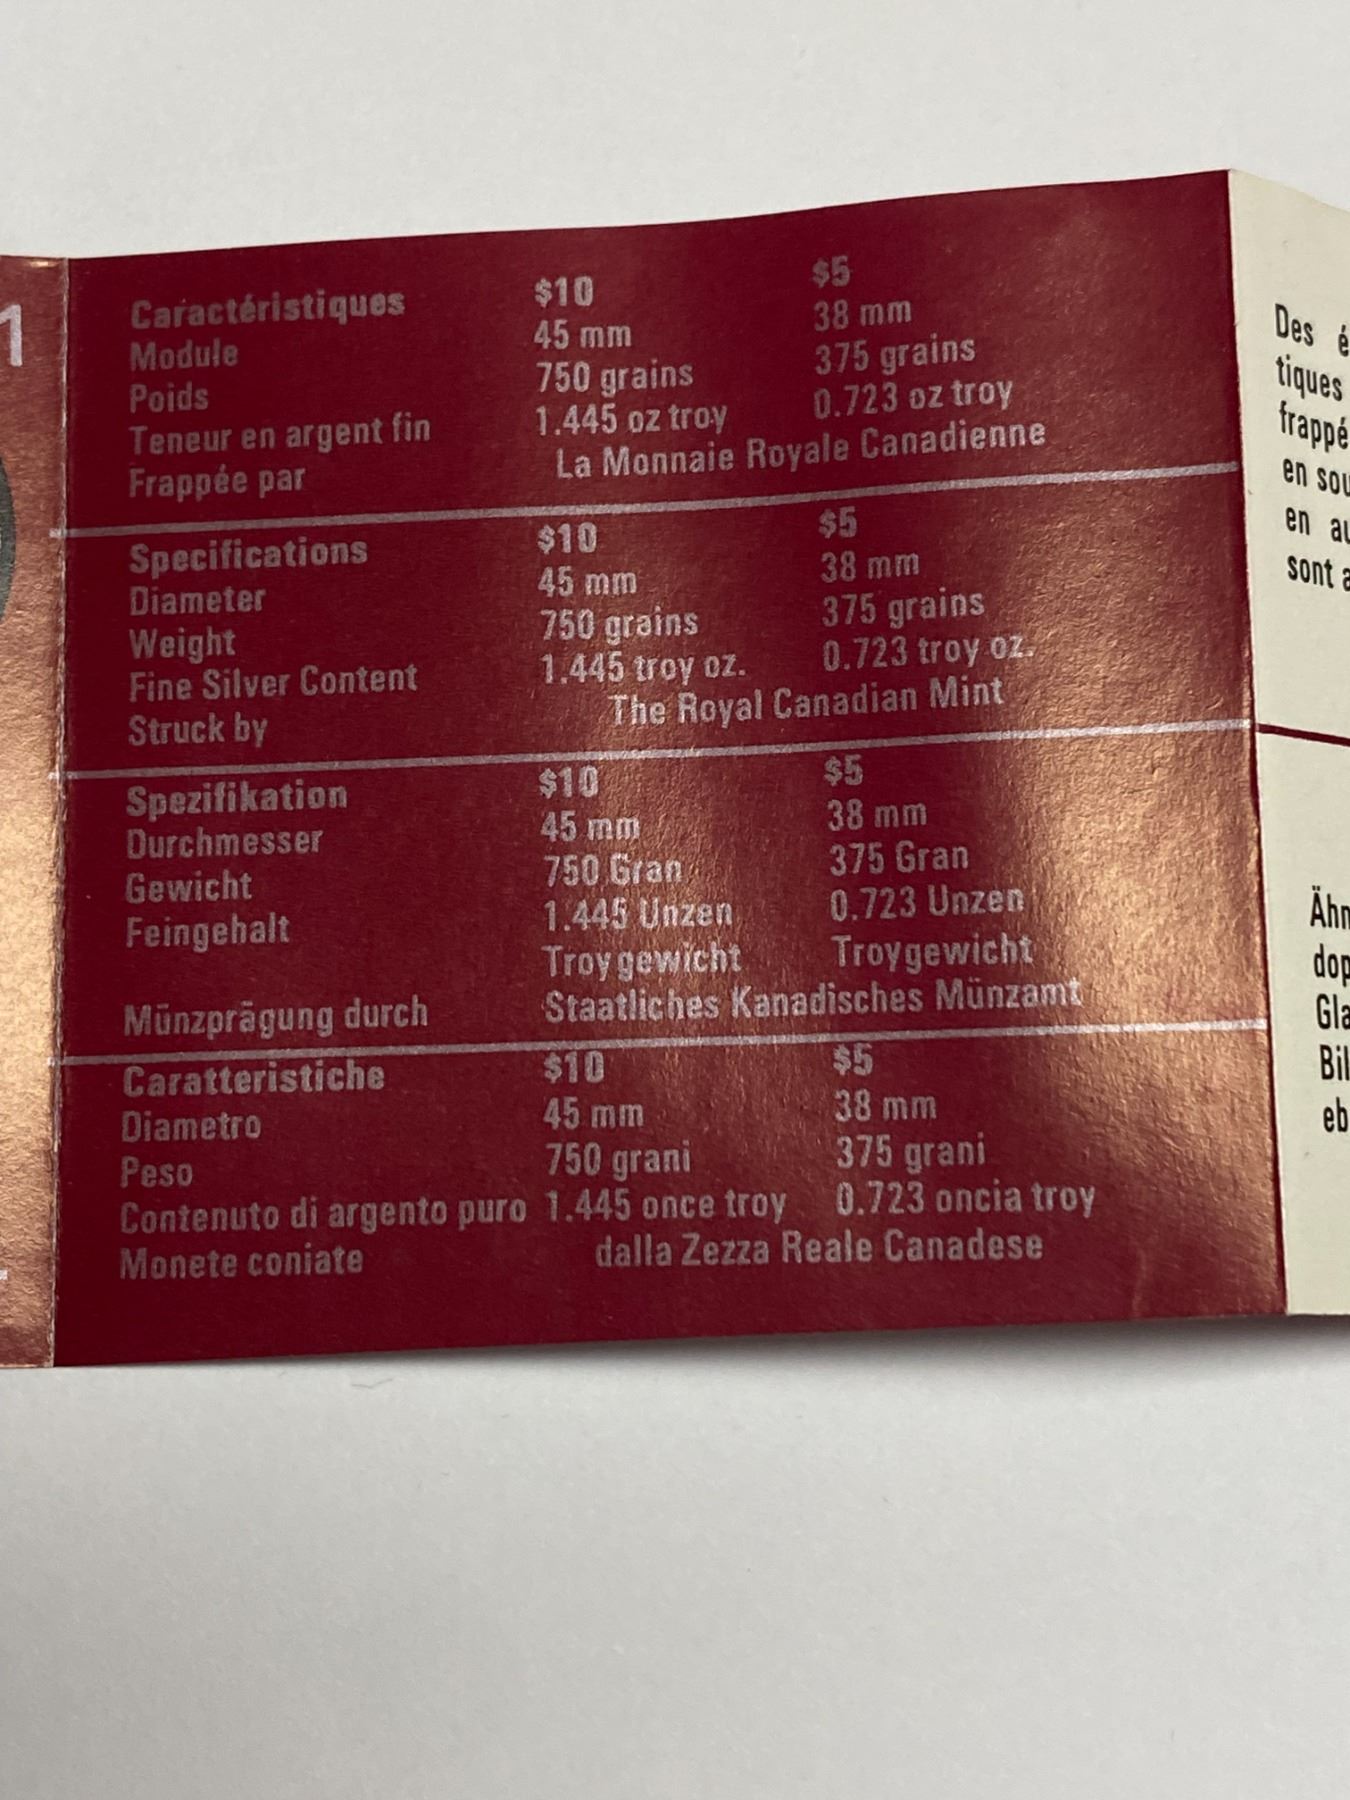 1
Caractéristiques $10 $5
Module 45 mm 38 mm
Poids 750 grains 375 grains
Teneur en argent fin 1.445 oz troy 0.723 oz troy
Frappée par La Monnaie Royale Canadienne
Specifications $10 $5
Diameter 45 mm 38 mm
Weight 750 grains 375 grains
Fine Silver Content 1.445 troy oz. 0.723 troy oz.
Struck by The Royal Canadian Mint
Spezifikation $10 $5
Durchmesser 45 mm 38 mm
Gewicht 750 Gran 375 Gran
Feingehalt 1.445 Unzen 0.723 Unzen
Troygewicht Troygewicht
Münzprägung durch Staatliches Kanadisches Münzamt
Caratteristiche $10 $5
Diametro 45 mm 38 mm
Peso 750 grani 375 grani
Contenuto di argento puro 1.445 once troy 0.723 oncia troy
Monete coniate dalla Zezza Reale Canadese
Des
tiques
frappé
en
en
sont